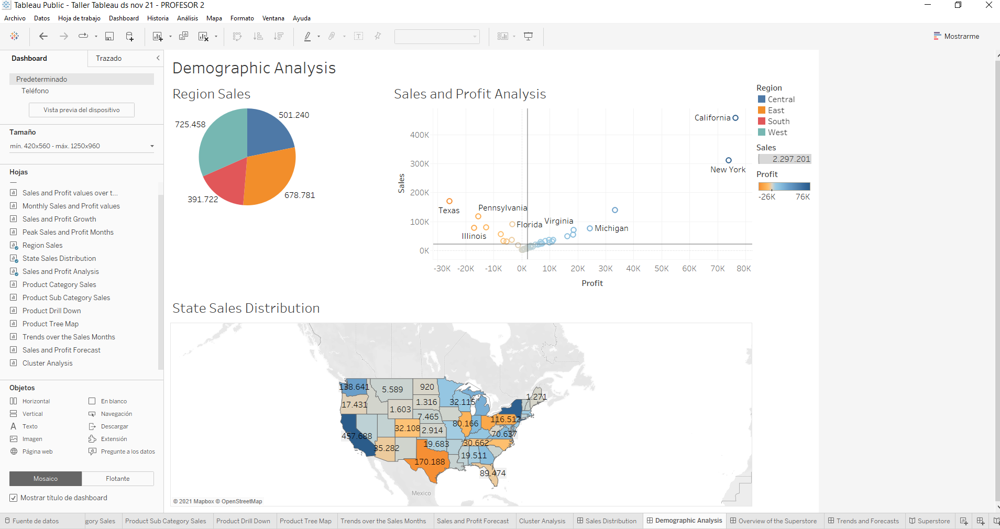 Tableau Public - Taller Tableau ds nov 21 - PROFESOR 2
Archivo Datos Hoja de trabajo Dashboard Historia Análisis Mapa Formato Ventana Ayuda
Mostrarme
Dashboard Trazado
Predeterminado
Teléfono
Vista previa del dispositivo
Tamaño
mín. 420x560 - máx. 1250x960
Hojas
Sales and Profit values over t...
Monthly Sales and Profit values
Sales and Profit Growth
Peak Sales and Profit Months
Region Sales
State Sales Distribution
Sales and Profit Analysis
Product Category Sales
Product Sub Category Sales
Product Drill Down
Product Tree Map
Trends over the Sales Months
Sales and Profit Forecast
Cluster Analysis
Objetos
Horizontal En blanco
Vertical Navegación
Texto Descargar
Imagen Extensión
Página web Pregunte a los datos
Mosaico Flotante
Mostrar título de dashboard
Demographic Analysis
Region Sales
501.240
725.458
678.781
391.722
Sales and Profit Analysis
Sales
400K
300K
200K
100K
0K
California
New York
Texas
Pennsylvania
Florida
Virginia
Illinois
Michigan
-30K -20K -10K 0K 10K 20K 30K 40K 50K 60K 70K 80K
Profit
Region
Central
East
South
West
Sales
2.297.201
Profit
-26K 76K
State Sales Distribution
138.641
5.589
920
1.271
17.431
1.603
1.316
32.115
7.465
116.512
80.166
457.688
32.108
2.914
70.637
35.282
19.683
30.662
19.511
170.188
89.474
Mexico
© 2021 Mapbox © OpenStreetMap
Fuente de datos gory Sales Product Sub Category Sales Product Drill Down Product Tree Map Trends over the Sales Months Sales and Profit Forecast Cluster Analysis Sales Distribution Demographic Analysis Overview of the Superstore Trends and Forecasts Superstore